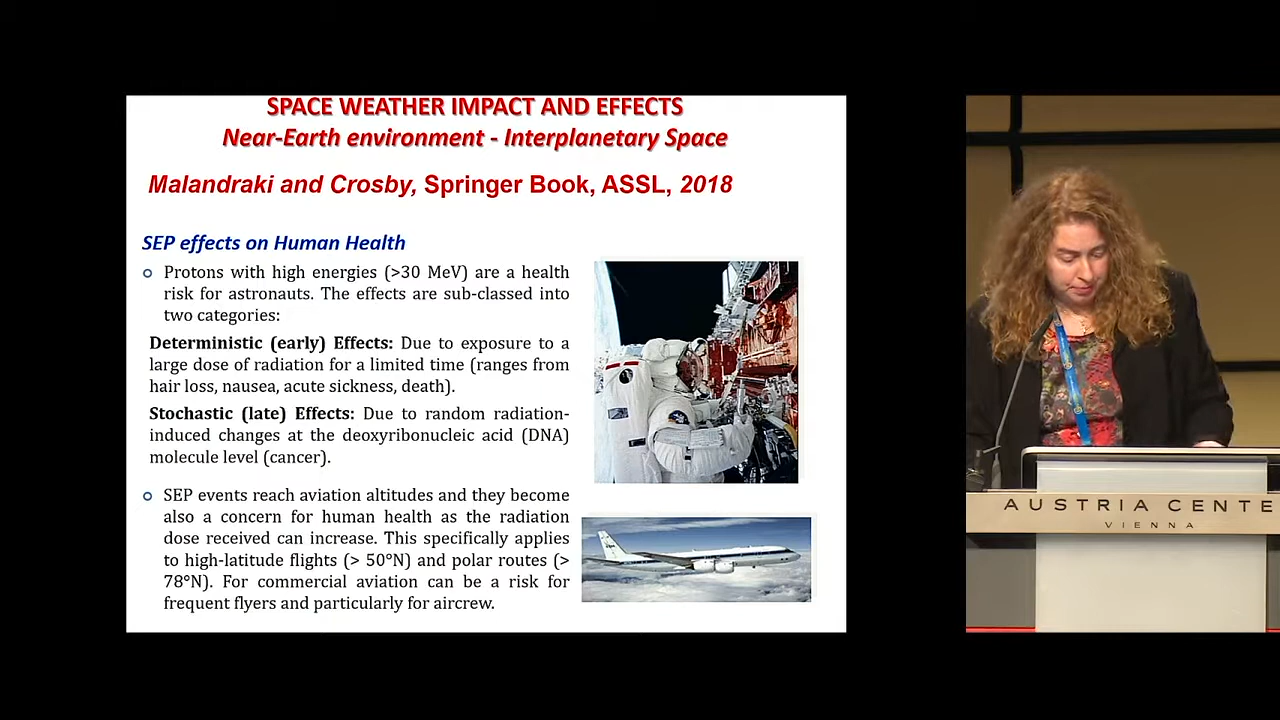 SPACE WEATHER IMPACT AND EFFECTS
Near-Earth environment - Interplanetary Space
Malandraki and Crosby, Springer Book, ASSL, 2018
SEP effects on Human Health
Protons with high energies (>30 MeV) are a health
risk for astronauts. The effects are sub-classed into
two categories:
Deterministic (early) Effects: Due to exposure to a
large dose of radiation for a limited time (ranges from
hair loss, nausea, acute sickness, death).
Stochastic (late) Effects: Due to random radiation-
induced changes at the deoxyribonucleic acid (DNA)
molecule level (cancer).
SEP events reach aviation altitudes and they become
also a concern for human health as the radiation
dose received can increase. This specifically applies
to high-latitude flights (> 50°N) and polar routes (>
78°N). For commercial aviation can be a risk for
frequent flyers and particularly for aircrew.
AUSTRIA CENTE
VIENNA